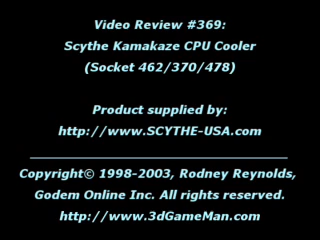 Video Review #369:
Scythe Kamakaze CPU Cooler
(Socket 462/370/478)
Product supplied by:
http://www.SCYTHE-USA.com
Copyright© 1998-2003, Rodney Reynolds,
Godem Online Inc. All rights reserved.
http://www.3dGameMan.com